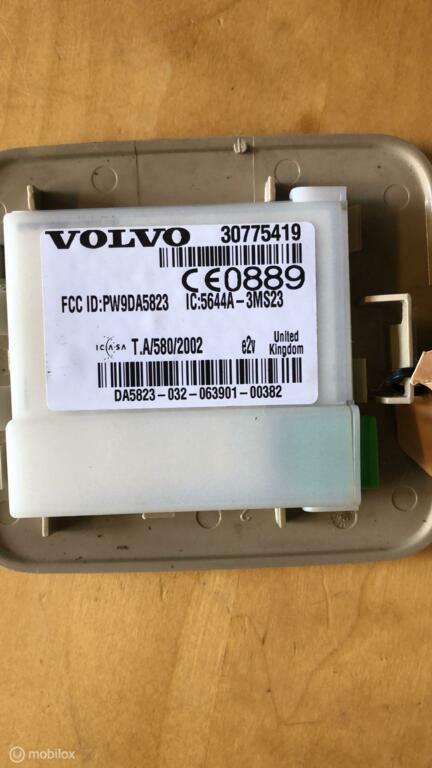 VOLVO 30775419
CE0889
FCC ID:PW9DA5823 IC:5644A-3MS23
ICASA T.A/580/2002 e2v United Kingdom
DA5823-032-063901-00382
mobilox